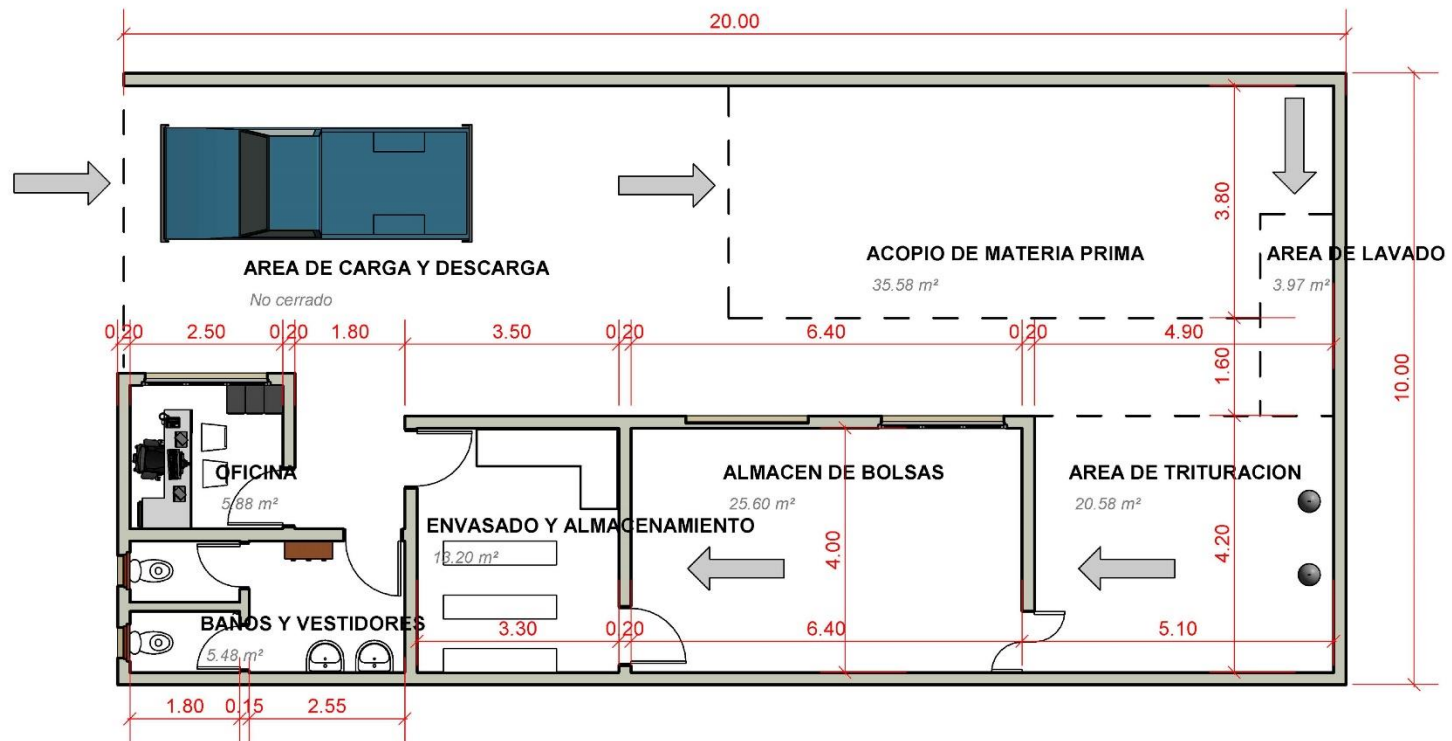 20.00
10.00
3.80
AREA DE CARGA Y DESCARGA
No cerrado
ACOPIO DE MATERIA PRIMA
35.58 m²
AREA DE LAVADO
3.97 m²
0.20
2.50
0.20
1.80
3.50
0.20
6.40
0.20
4.90
1.60
OFICINA
5.88 m²
ALMACEN DE BOLSAS
25.60 m²
AREA DE TRITURACION
20.58 m²
ENVASADO Y ALMACENAMIENTO
13.20 m²
4.00
4.20
BAÑOS Y VESTIDORES
5.48 m²
3.30
0.20
6.40
5.10
1.80
0.15
2.55